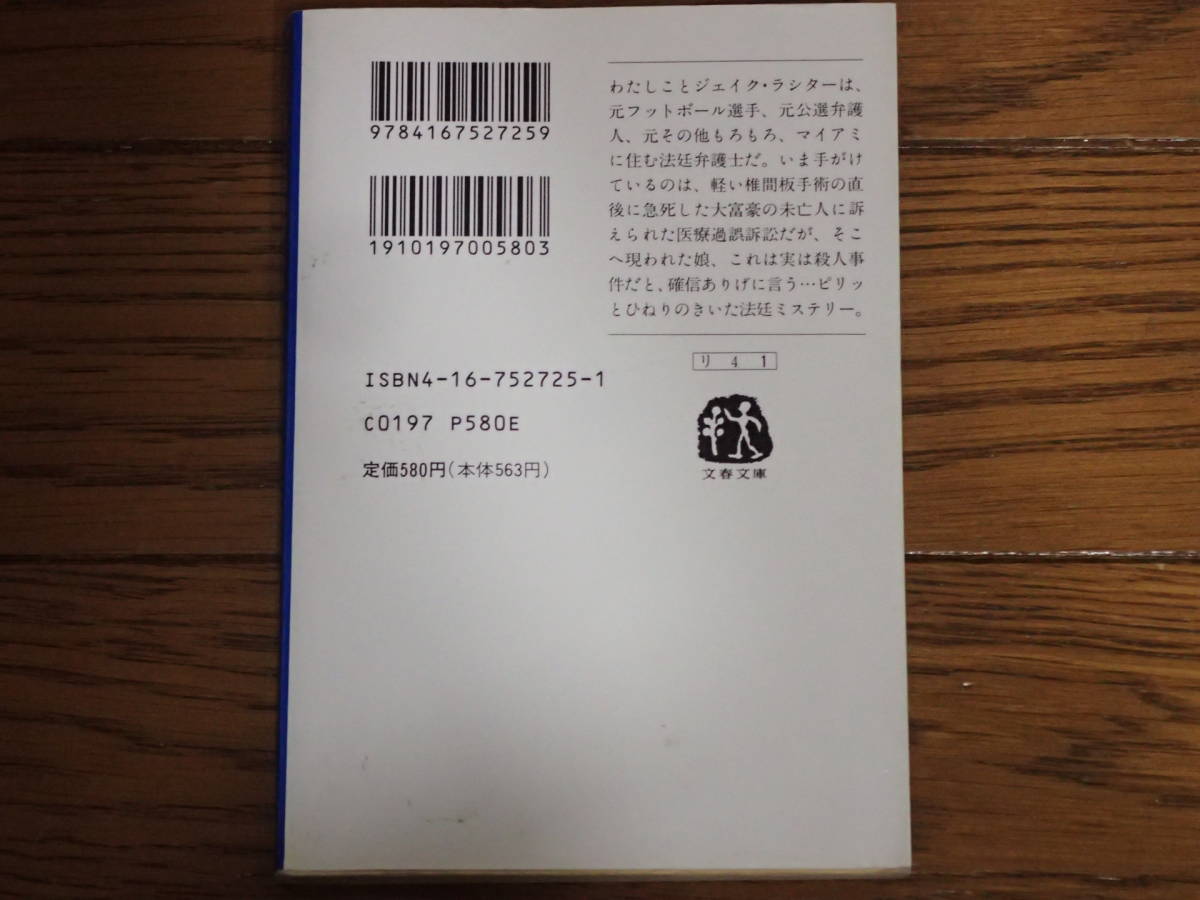 9784167527259
1910197005803
ISBN4-16-752725-1
C0197 P580E
定価580円(本体563円)
わたしことジェイク・ラシターは、
元フットボール選手、元公選弁護
人、元その他もろもろ、マイアミ
に住む法廷弁護士だ。いま手がけ
ているのは、軽い椎間板手術の直
後に急死した大富豪の未亡人に訴
えられた医療過誤訴訟だが、そこ
へ現われた娘、これは実は殺人事
件だと、確信ありげに言う…ピリッ
とひねりのきいた法廷ミステリー。
り 4 1
文春文庫